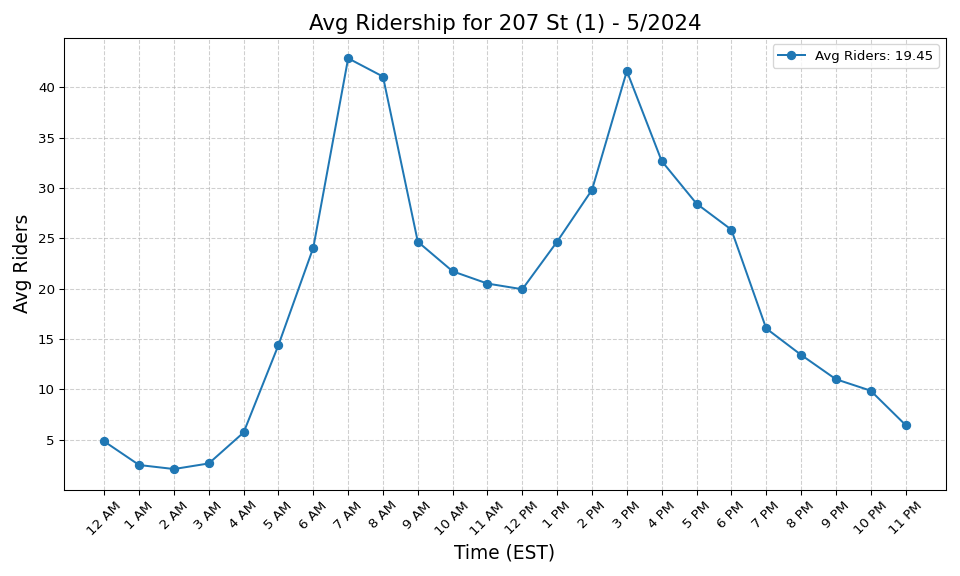 Avg Ridership for 207 St (1) - 5/2024
Avg Riders: 19.45
Avg Riders
40
35
30
25
20
15
10
5
12 AM
1 AM
2 AM
3 AM
4 AM
5 AM
6 AM
7 AM
8 AM
9 AM
10 AM
11 AM
12 PM
1 PM
2 PM
3 PM
4 PM
5 PM
6 PM
7 PM
8 PM
9 PM
10 PM
11 PM
Time (EST)